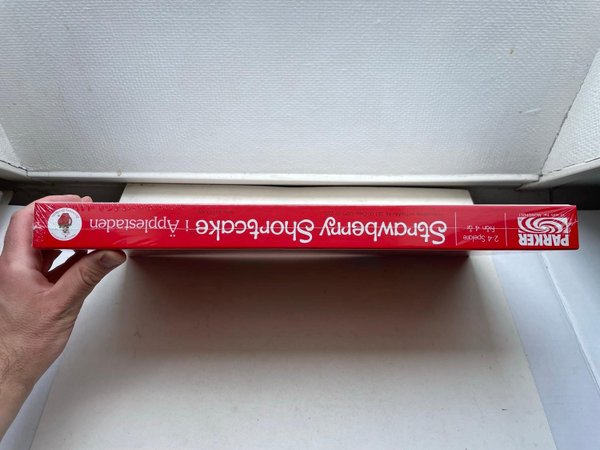 PARKER
2-4 Spelare
från 4 år
Strawberry Shortcake i Äpplestaden